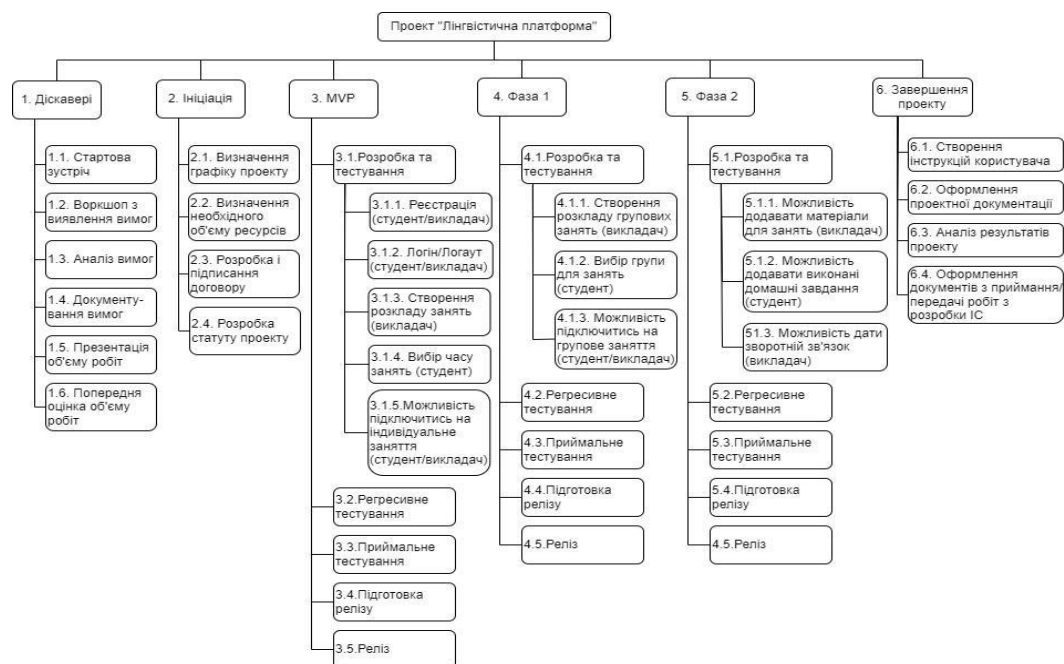 Проект "Лінгвістична платформа"
1. Діскавері
1.1. Стартова
зустріч
1.2. Воркшоп з
виявлення вимог
1.3. Аналіз вимог
1.4. Документу-
вання вимог
1.5. Презентація
об'єму робіт
1.6. Попередня
оцінка об'єму
робіт
2. Ініціація
2.1. Визначення
графіку проекту
2.2. Визначення
необхідного
об'єму ресурсів
2.3. Розробка і
підписання
договору
2.4. Розробка
статуту проекту
3. MVP
3.1.Розробка та
тестування
3.1.1. Реєстрація
(студент/викладач)
3.1.2. Логін/Логаут
(студент/викладач)
3.1.3. Створення
розкладу занять
(викладач)
3.1.4. Вибір часу
занять (студент)
3.1.5.Можливість
підключитись на
індивідуальне
заняття
(студент/викладач)
3.2.Регресивне
тестування
3.3.Приймальне
тестування
3.4.Підготовка
релізу
3.5.Реліз
4. Фаза 1
4.1.Розробка та
тестування
4.1.1. Створення
розкладу групових
занять (викладач)
4.1.2. Вибір групи
для занять
(студент)
4.1.3. Можливість
підключитись на
групове заняття
(студент/викладач)
4.2.Регресивне
тестування
4.3.Приймальне
тестування
4.4.Підготовка
релізу
4.5.Реліз
5. Фаза 2
5.1.Розробка та
тестування
5.1.1. Можливість
додавати матеріали
для занять (викладач)
5.1.2. Можливість
додавати виконані
домашні завдання
(студент)
51.3. Можливість дати
зворотній зв'язок
(викладач)
5.2.Регресивне
тестування
5.3.Приймальне
тестування
5.4.Підготовка
релізу
4.5.Реліз
6. Завершення
проекту
6.1. Створення
інструкцій користувача
6.2. Оформлення
проектної документації
6.3. Аналіз результатів
проекту
6.4. Оформлення
документів з приймання/
передачі робіт з
розробки ІС